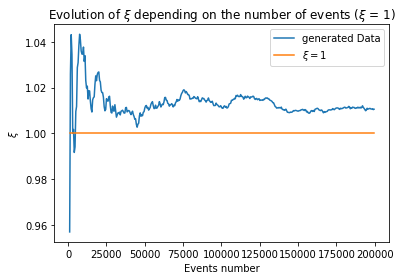 Evolution of ξ depending on the number of events (ξ = 1)
generated Data
ξ = 1
1.04
1.02
1.00
0.98
0.96
ξ
0 25000 50000 75000 100000 125000 150000 175000 200000
Events number